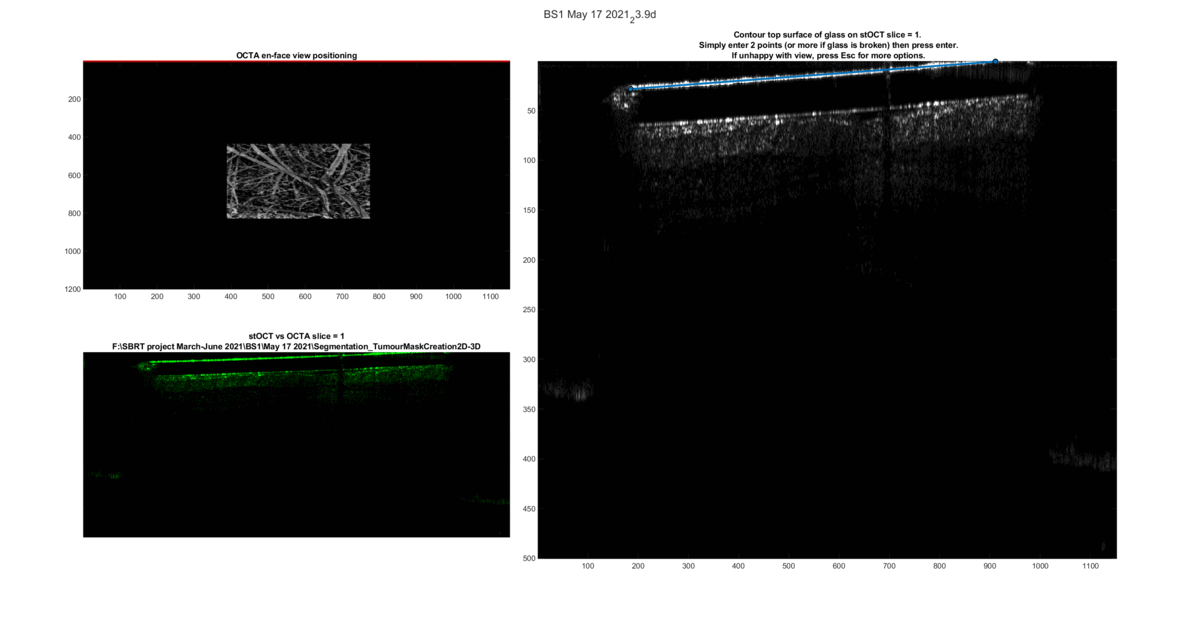 BS1 May 17 2021₂3.9d
OCTA en-face view positioning
200
400
600
800
1000
1200
100 200 300 400 500 600 700 800 900 1000 1100
stOCT vs OCTA slice = 1
F:\SBRT project March-June 2021\BS1\May 17 2021\Segmentation_TumourMaskCreation2D-3D
Contour top surface of glass on stOCT slice = 1.
Simply enter 2 points (or more if glass is broken) then press enter.
If unhappy with view, press Esc for more options.
50
100
150
200
250
300
350
400
450
500
100 200 300 400 500 600 700 800 900 1000 1100